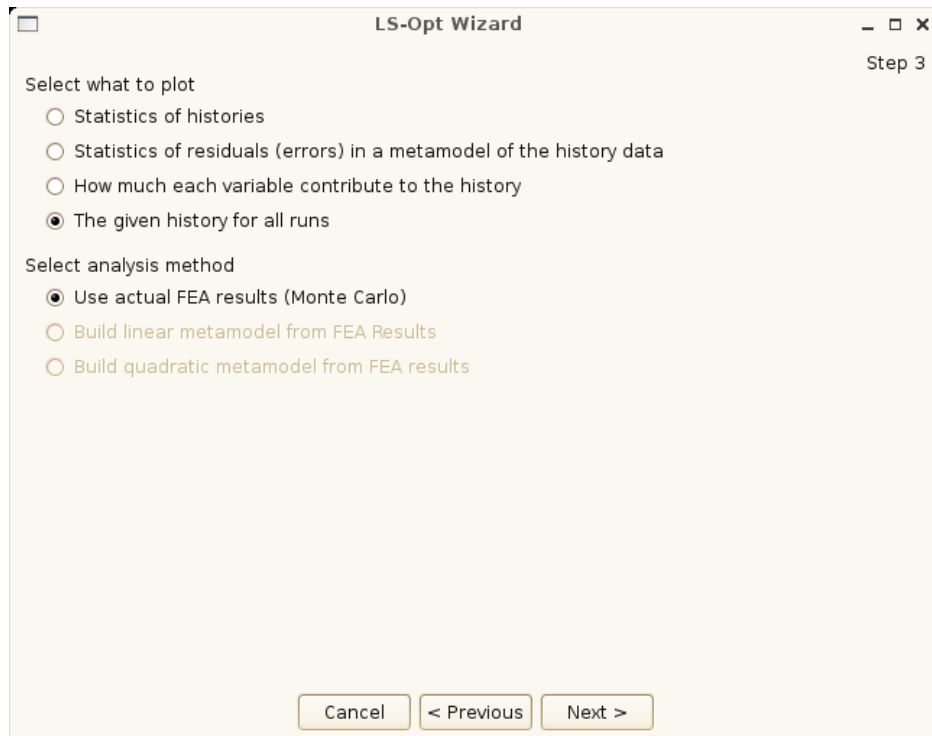 LS-Opt Wizard
Step 3
Select what to plot
Statistics of histories
Statistics of residuals (errors) in a metamodel of the history data
How much each variable contribute to the history
The given history for all runs
Select analysis method
Use actual FEA results (Monte Carlo)
Build linear metamodel from FEA Results
Build quadratic metamodel from FEA results
Cancel < Previous Next >